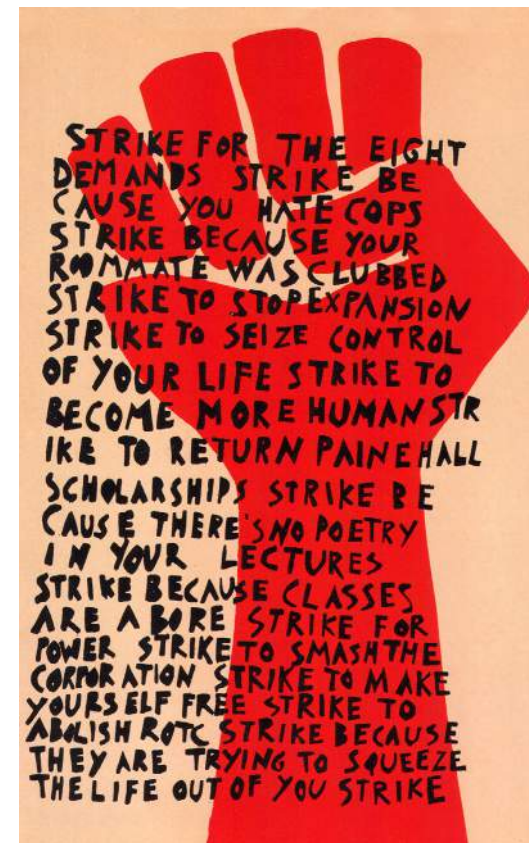 STRIKE FOR THE EIGHT
DEMANDS STRIKE BE
CAUSE YOU HATE COPS
STRIKE BECAUSE YOUR
ROOMMATE WAS CLUBBED
STRIKE TO STOP EXPANSION
STRIKE TO SEIZE CONTROL
OF YOUR LIFE STRIKE TO
BECOME MORE HUMAN STR
IKE TO RETURN PAINE HALL
SCHOLARSHIPS STRIKE BE
CAUSE THERE'S NO POETRY
IN YOUR LECTURES
STRIKE BECAUSE CLASSES
ARE A BORE STRIKE FOR
POWER STRIKE TO SMASH THE
CORPORATION STRIKE TO MAKE
YOURSELF FREE STRIKE TO
ABOLISH ROTC STRIKE BECAUSE
THEY ARE TRYING TO SQUEEZE
THE LIFE OUT OF YOU STRIKE